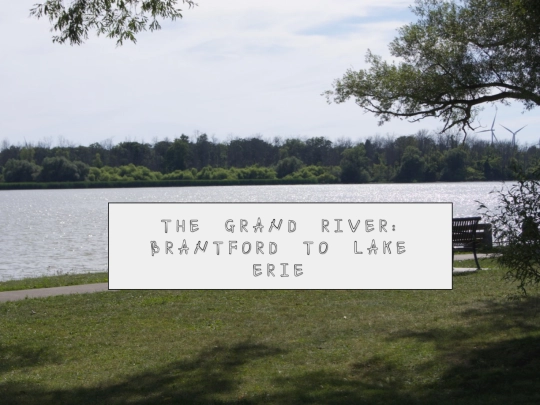 THE GRAND RIVER:
BRANTFORD TO LAKE
ERIE